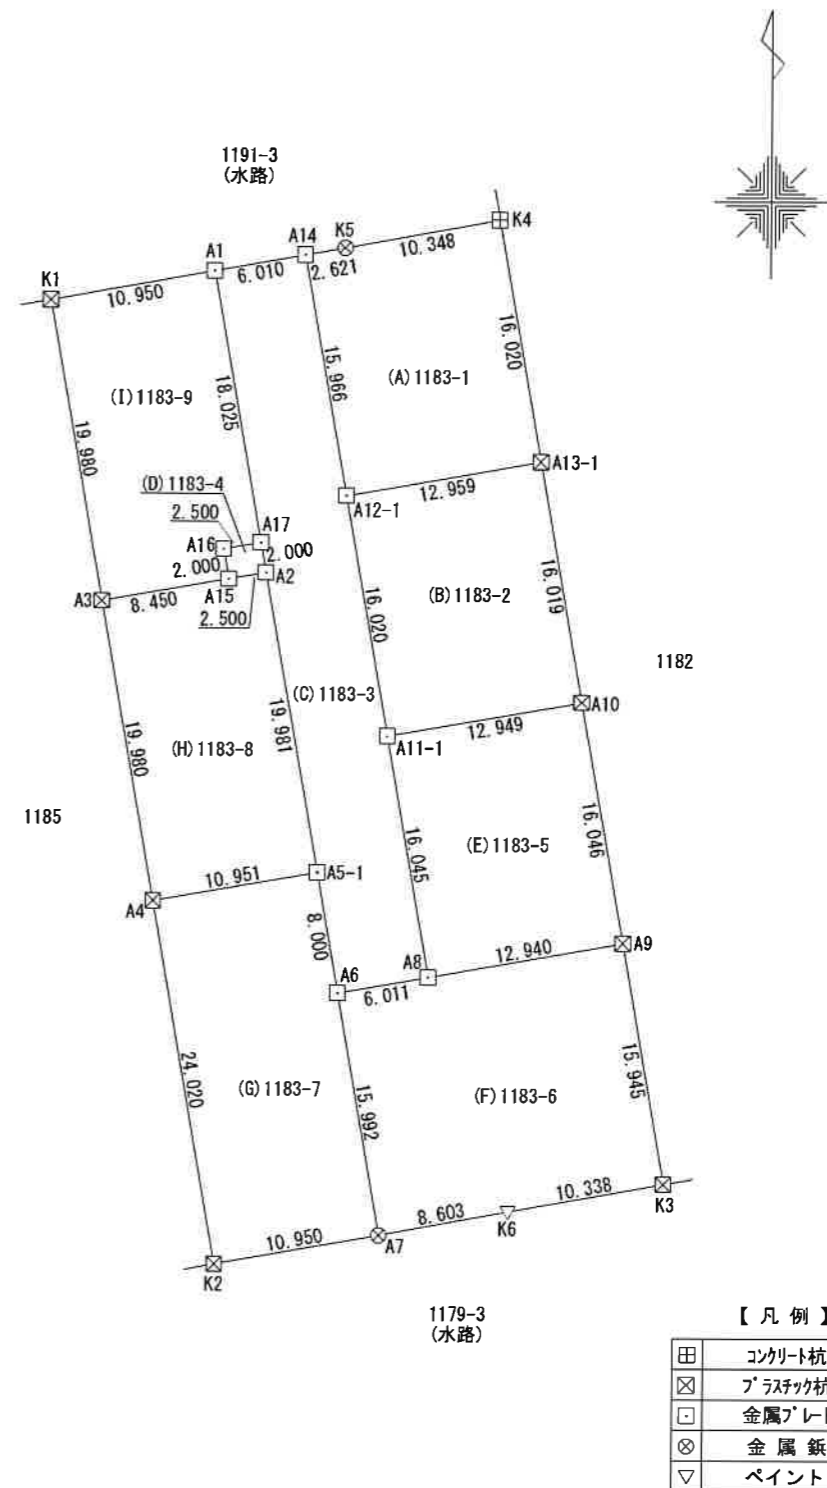 1191-3
(水路)
K4
K5
A14
10.348
A1
2.621
6.010
K1
10.950
16.020
15.966
(A)1183-1
18.025
(I)1183-9
19.980
A13-1
(D)1183-4
12.959
A12-1
2.500
A17
A16
2.000
2.000
A2
A3
A15
8.450
2.500
16.019
(B)1183-2
16.020
1182
(C)1183-3
A10
12.949
19.981
A11-1
19.980
(H)1183-8
1185
16.046
(E)1183-5
16.045
10.951
A5-1
A4
8.000
A9
12.940
A8
A6
6.011
24.020
(G)1183-7
15.992
(F)1183-6
15.945
10.338
K3
8.603
K6
10.950
A7
K2
1179-3
(水路)
【 凡 例 】
コンクリート杭
プラスチック杭
金属プレート
金 属 鋲
ペイント